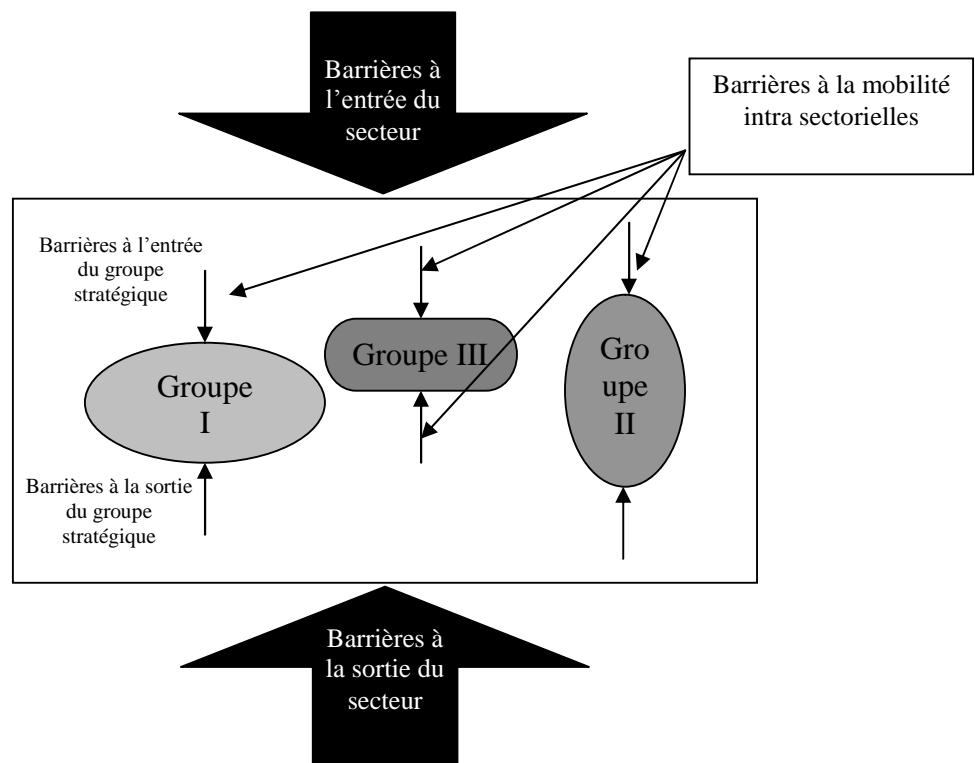 Barrières à
l'entrée du
secteur
Barrières à la mobilité
intra sectorielles
Barrières à l'entrée
du groupe
stratégique
Groupe III
Gro
upe
II
Groupe
I
Barrières à la sortie
du groupe
stratégique
Barrières à
la sortie du
secteur